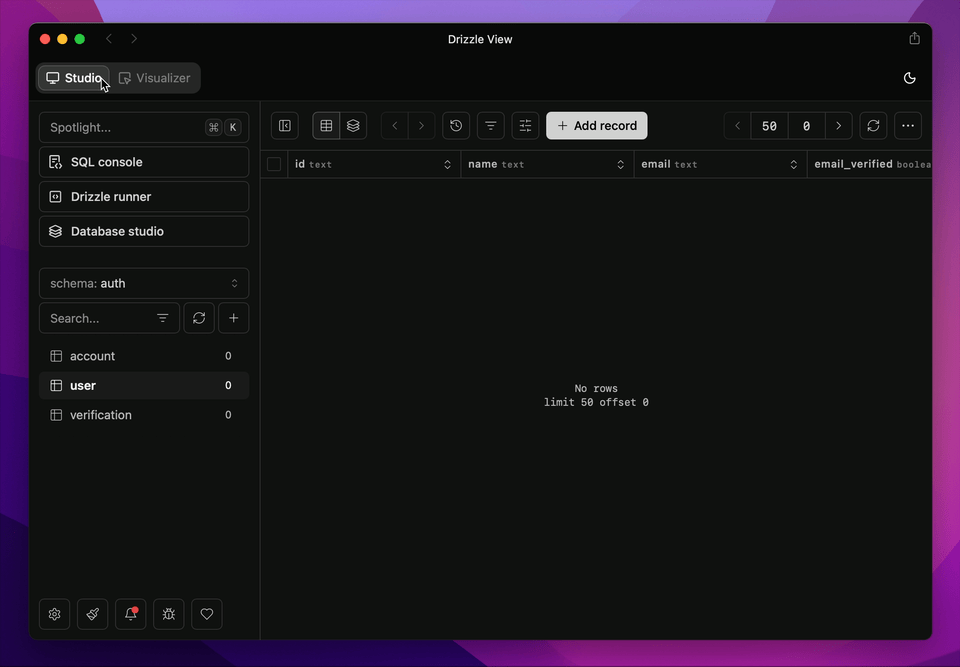 Drizzle View
Studio
Visualizer
Spotlight...
⌘ K
SQL console
Drizzle runner
Database studio
schema: auth
Search...
account 0
user 0
verification 0
+ Add record
50 0
id text
name text
email text
email_verified boolea
No rows
limit 50 offset 0